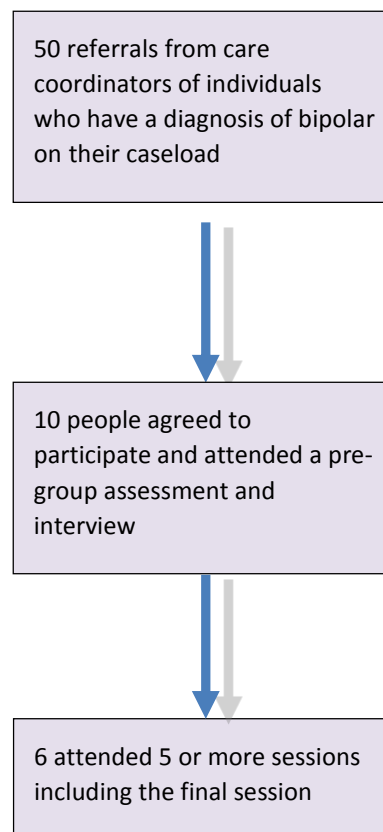 50 referrals from care
coordinators of individuals
who have a diagnosis of bipolar
on their caseload
10 people agreed to
participate and attended a pre-
group assessment and
interview
6 attended 5 or more sessions
including the final session